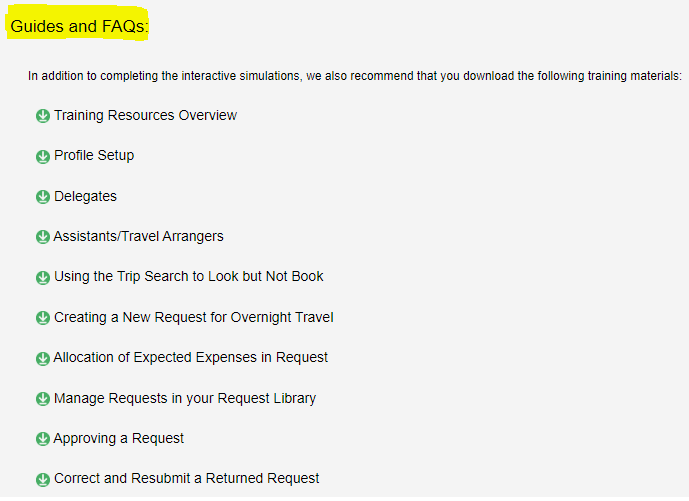 Guides and FAQs:
In addition to completing the interactive simulations, we also recommend that you download the following training materials:
Training Resources Overview
Profile Setup
Delegates
Assistants/Travel Arrangers
Using the Trip Search to Look but Not Book
Creating a New Request for Overnight Travel
Allocation of Expected Expenses in Request
Manage Requests in your Request Library
Approving a Request
Correct and Resubmit a Returned Request